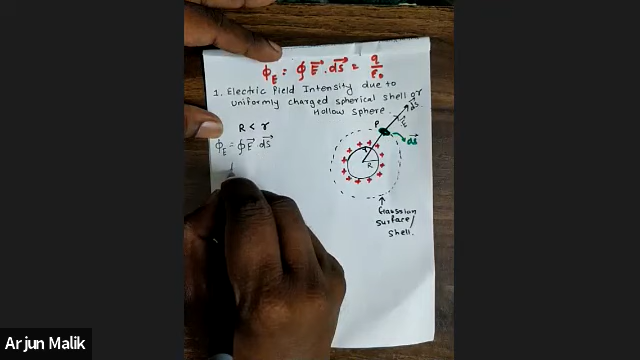 ϕE = ∮ E⃗ . ds⃗ = q/ε₀
1. Electric Field Intensity due to
uniformly charged spherical shell or
Hollow sphere.
R < r
ϕE = ∮ E⃗ . ds⃗
P
E⃗
ds⃗
ds⃗
r
R
+ + + + + + + + + + + +
Gaussian
surface/
shell.
Arjun Malik